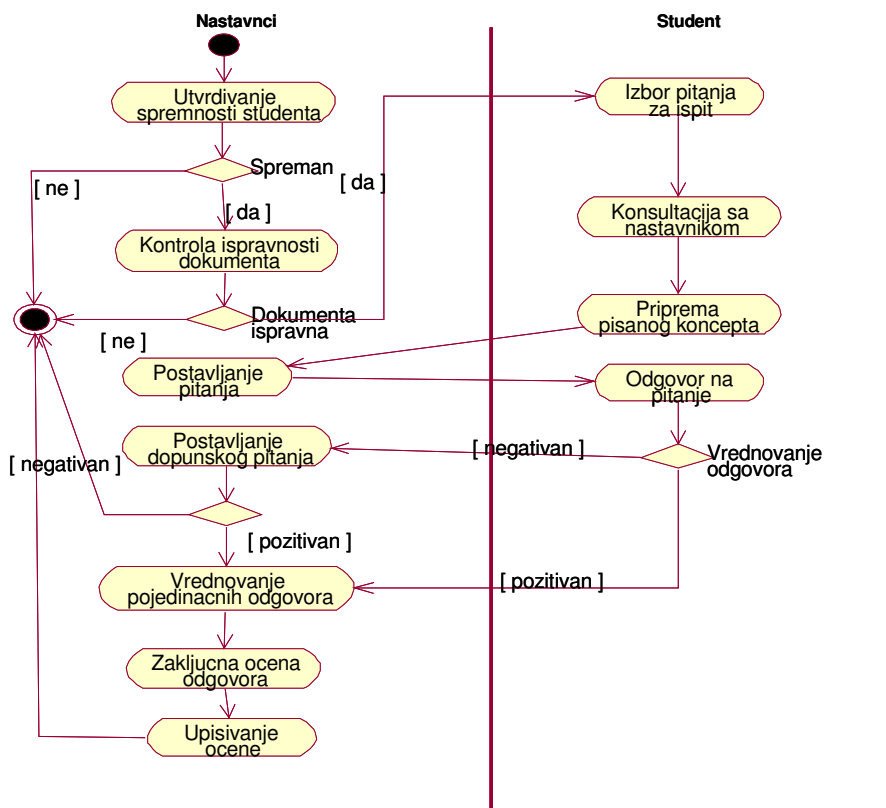 Nastavnci
Student
Utvrdivanje
spremnosti studenta
Izbor pitanja
za ispit
Spreman
[ ne ]
[ da ]
[ da ]
Konsultacija sa
nastavnikom
Kontrola ispravnosti
dokumenta
Dokumenta
ispravna
Priprema
pisanog koncepta
[ ne ]
Postavljanje
pitanja
Odgovor na
pitanje
Postavljanje
dopunskog pitanja
[ negativan ]
Vrednovanje
odgovora
[ negativan ]
[ pozitivan ]
Vrednovanje
pojedinacnih odgovora
[ pozitivan ]
Zakljucna ocena
odgovora
Upisivanje
ocene